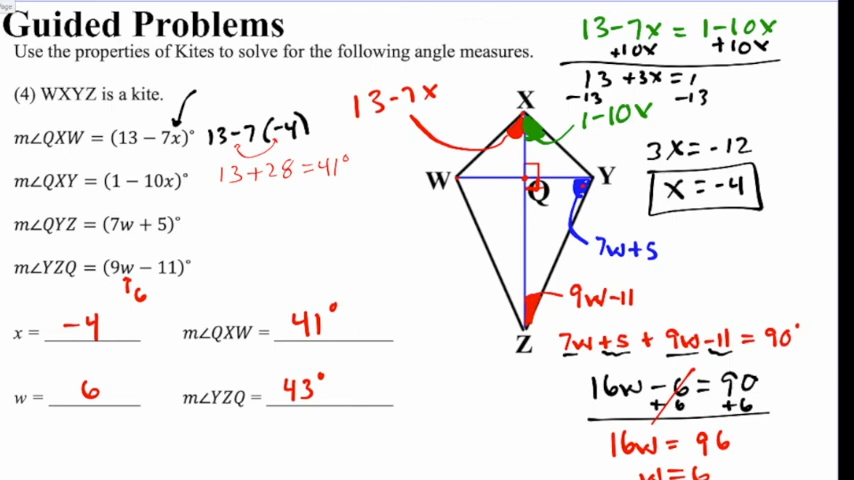 Page
Guided Problems
Use the properties of Kites to solve for the following angle measures.
(4) WXYZ is a kite.
m∠QXW = (13 − 7x)° 13-7(-4)
13+28=41°
m∠QXY = (1 − 10x)°
m∠QYZ = (7w + 5)°
m∠YZQ = (9w − 11)°
6
x = -4 m∠QXW = 41°
w = 6 m∠YZQ = 43°
13-7x
X
1-10x
W
Y
Q
7w+5
9w-11
Z
13-7x = 1-10x
+10x +10x
13 +3x = 1
-13 -13
3x = -12
x = -4
7w+5 + 9w-11 = 90°
16w - 6 = 90
+6 +6
16w = 96
w=6